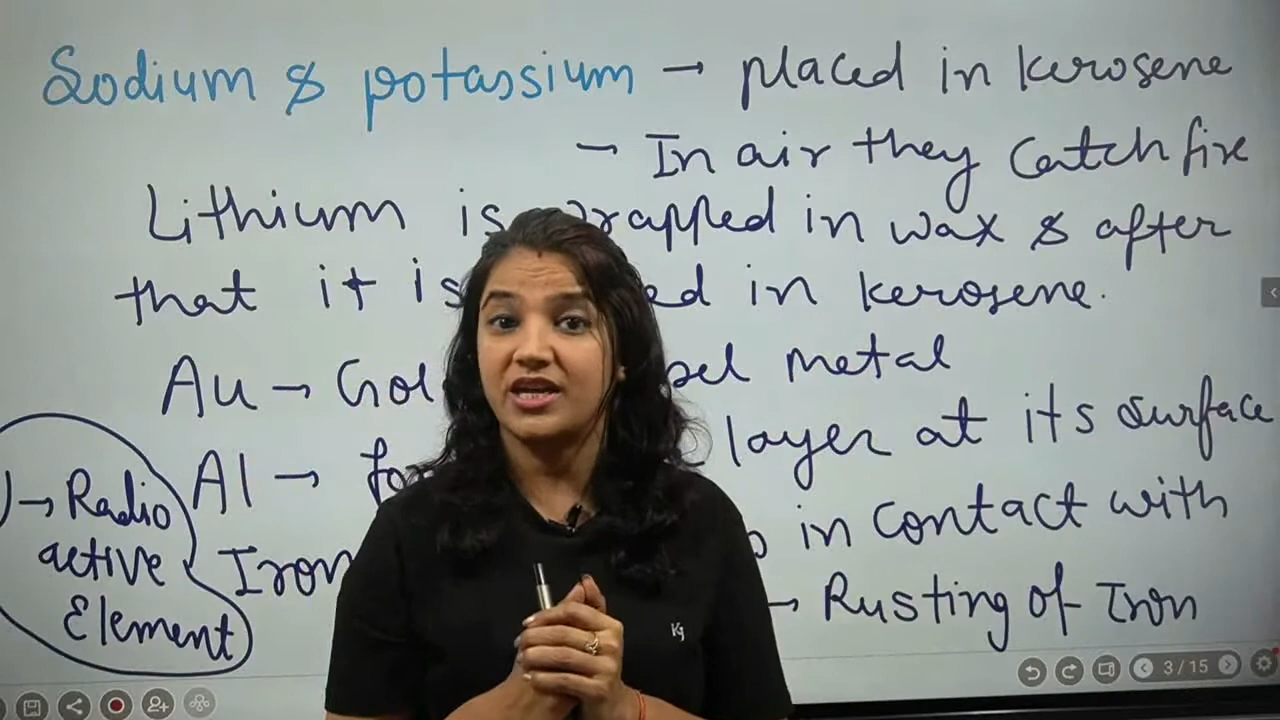 Sodium & potassium → placed in kerosene
– In air they Catch fire
Lithium is wrapped in wax & after
that it is in kerosene.
Au → metal
Al → layer at its surface
Iron in contact with
→ Rusting of Iron
→ Radio
active
Element
Kg
3 / 15